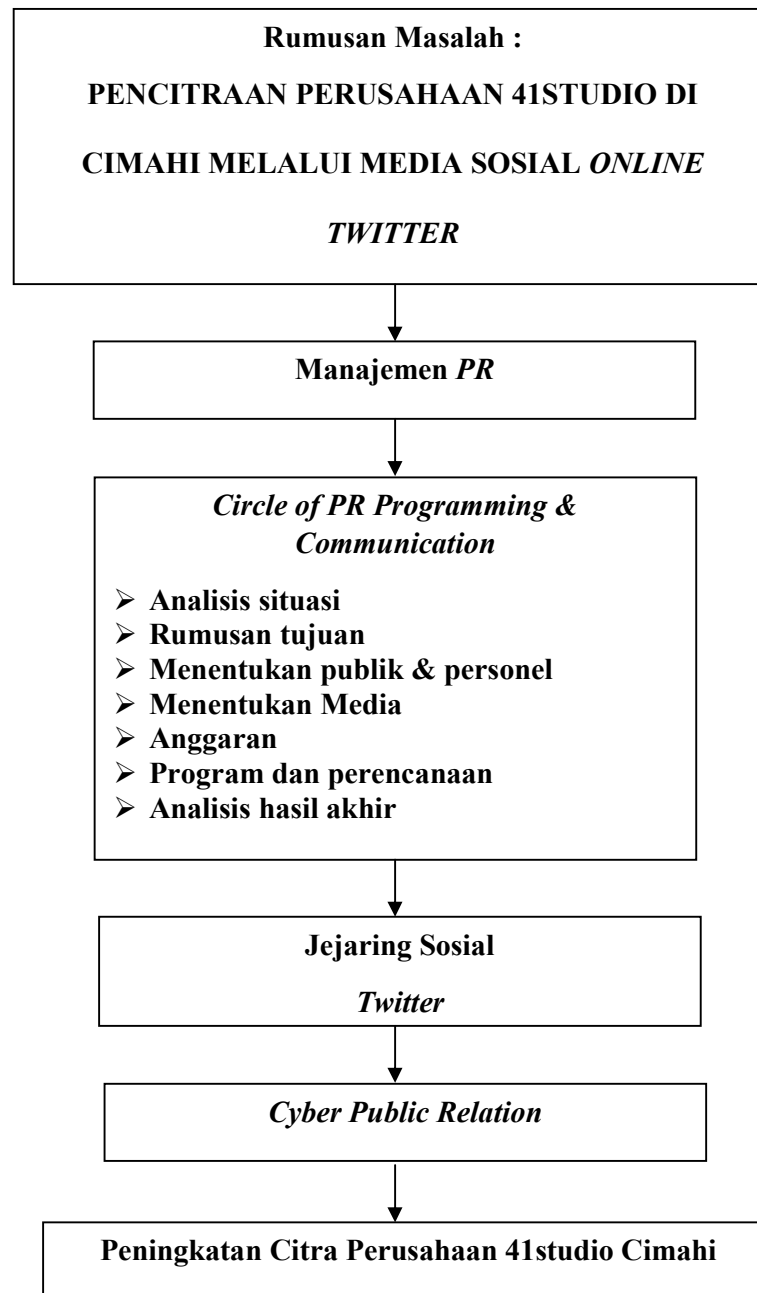 Rumusan Masalah :
PENCITRAAN PERUSAHAAN 41STUDIO DI
CIMAHI MELALUI MEDIA SOSIAL ONLINE
TWITTER
Manajemen PR
Circle of PR Programming &
Communication
➢ Analisis situasi
➢ Rumusan tujuan
➢ Menentukan publik & personel
➢ Menentukan Media
➢ Anggaran
➢ Program dan perencanaan
➢ Analisis hasil akhir
Jejaring Sosial
Twitter
Cyber Public Relation
Peningkatan Citra Perusahaan 41studio Cimahi